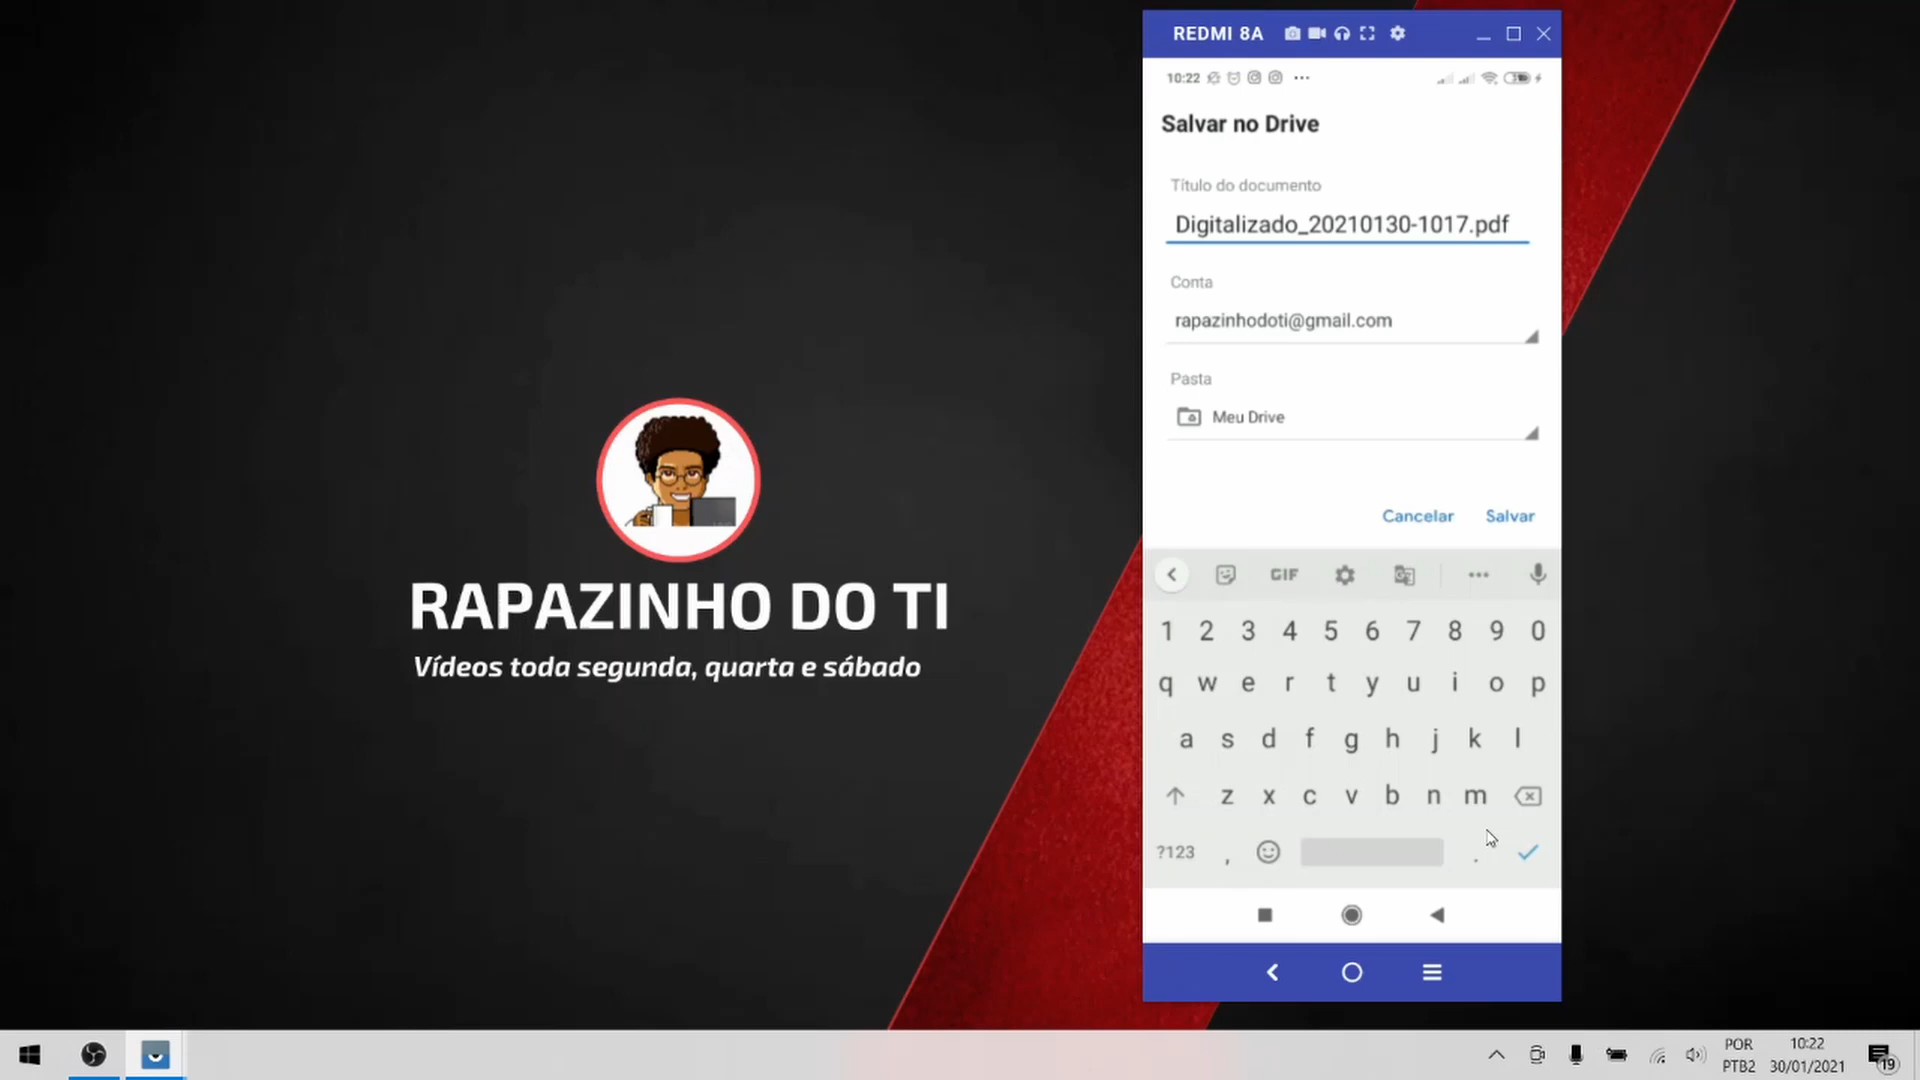 REDMI 8A
10:22
Salvar no Drive
Título do documento
Digitalizado_20210130-1017.pdf
Conta
rapazinhodoti@gmail.com
Pasta
Meu Drive
Cancelar Salvar
GIF
1 2 3 4 5 6 7 8 9 0
q w e r t y u i o p
a s d f g h j k l
z x c v b n m
?123 , .
RAPAZINHO DO TI
Vídeos toda segunda, quarta e sábado
POR
PTB2
10:22
30/01/2021
19